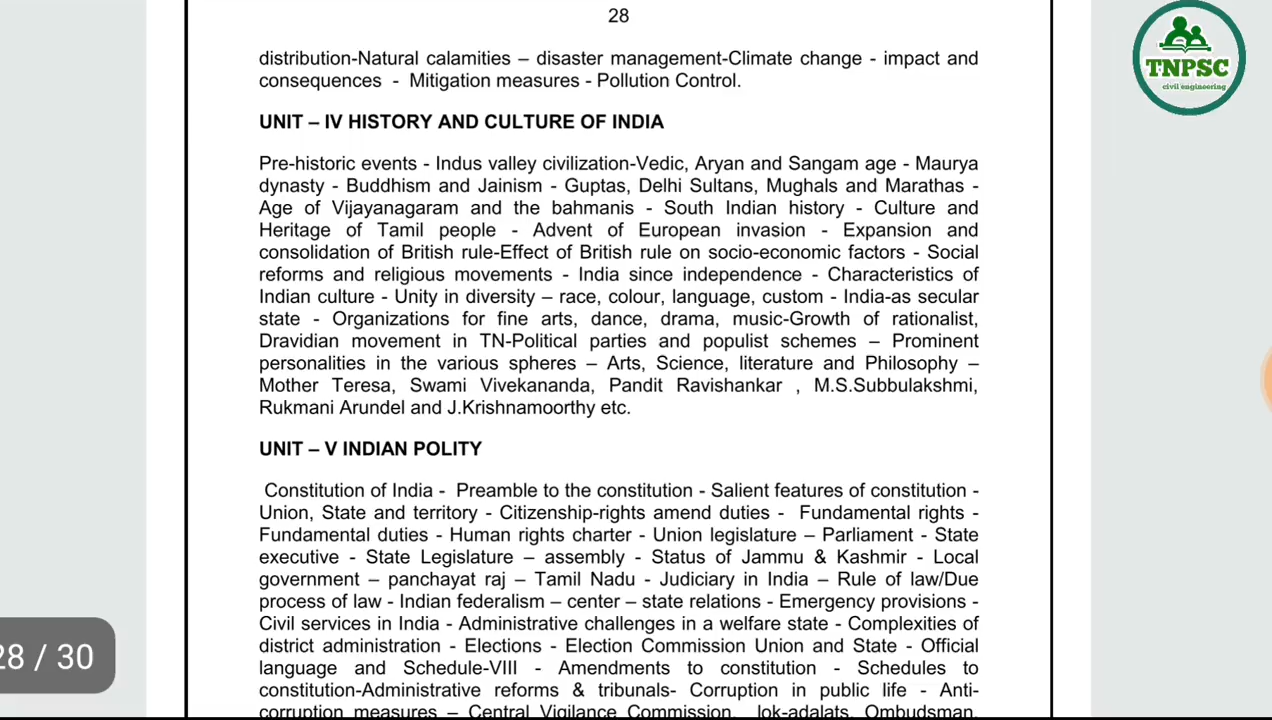 28
TNPSC
civil engineering
distribution-Natural calamities – disaster management-Climate change - impact and
consequences - Mitigation measures - Pollution Control.
UNIT – IV HISTORY AND CULTURE OF INDIA
Pre-historic events - Indus valley civilization-Vedic, Aryan and Sangam age - Maurya
dynasty - Buddhism and Jainism - Guptas, Delhi Sultans, Mughals and Marathas -
Age of Vijayanagaram and the bahmanis - South Indian history - Culture and
Heritage of Tamil people - Advent of European invasion - Expansion and
consolidation of British rule-Effect of British rule on socio-economic factors - Social
reforms and religious movements - India since independence - Characteristics of
Indian culture - Unity in diversity – race, colour, language, custom - India-as secular
state - Organizations for fine arts, dance, drama, music-Growth of rationalist,
Dravidian movement in TN-Political parties and populist schemes – Prominent
personalities in the various spheres – Arts, Science, literature and Philosophy –
Mother Teresa, Swami Vivekananda, Pandit Ravishankar , M.S.Subbulakshmi,
Rukmani Arundel and J.Krishnamoorthy etc.
UNIT – V INDIAN POLITY
Constitution of India - Preamble to the constitution - Salient features of constitution -
Union, State and territory - Citizenship-rights amend duties - Fundamental rights -
Fundamental duties - Human rights charter - Union legislature – Parliament - State
executive - State Legislature – assembly - Status of Jammu & Kashmir - Local
government – panchayat raj – Tamil Nadu - Judiciary in India – Rule of law/Due
process of law - Indian federalism – center – state relations - Emergency provisions -
Civil services in India - Administrative challenges in a welfare state - Complexities of
district administration - Elections - Election Commission Union and State - Official
language and Schedule-VIII - Amendments to constitution - Schedules to
constitution-Administrative reforms & tribunals- Corruption in public life - Anti-
corruption measures – Central Vigilance Commission, lok-adalats, Ombudsman,
28 / 30